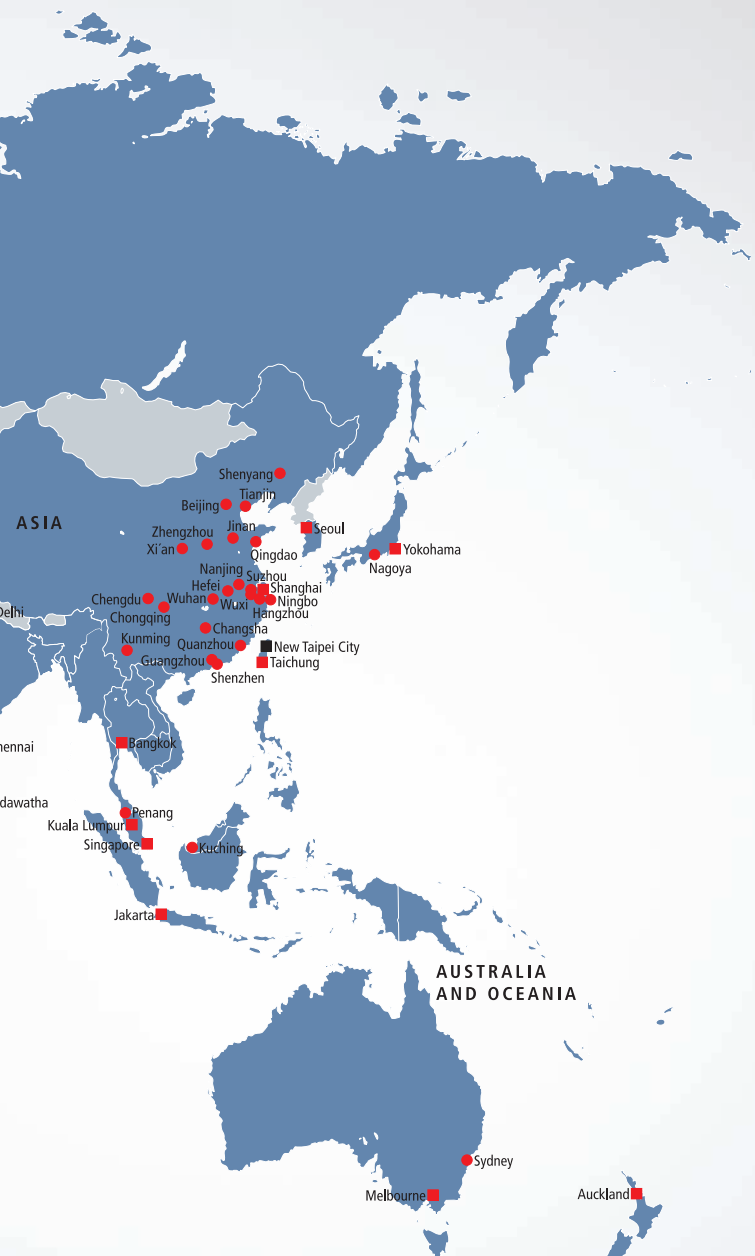 Shenyang
Tianjin
Beijing
ASIA
Jinan
Zhengzhou
Seoul
Xi´an
Yokohama
Qingdao
Nagoya
Nanjing
Suzhou
Hefei
Shanghai
Chengdu
Wuhan
Wuxi
Ningbo
Delhi
Chongqing
Hangzhou
Changsha
Kunming
Quanzhou
New Taipei City
Guangzhou
Taichung
Shenzhen
Bangkok
hennai
dawatha
Penang
Kuala Lumpur
Singapore
Kuching
Jakarta
AUSTRALIA
AND OCEANIA
Sydney
Melbourne
Auckland